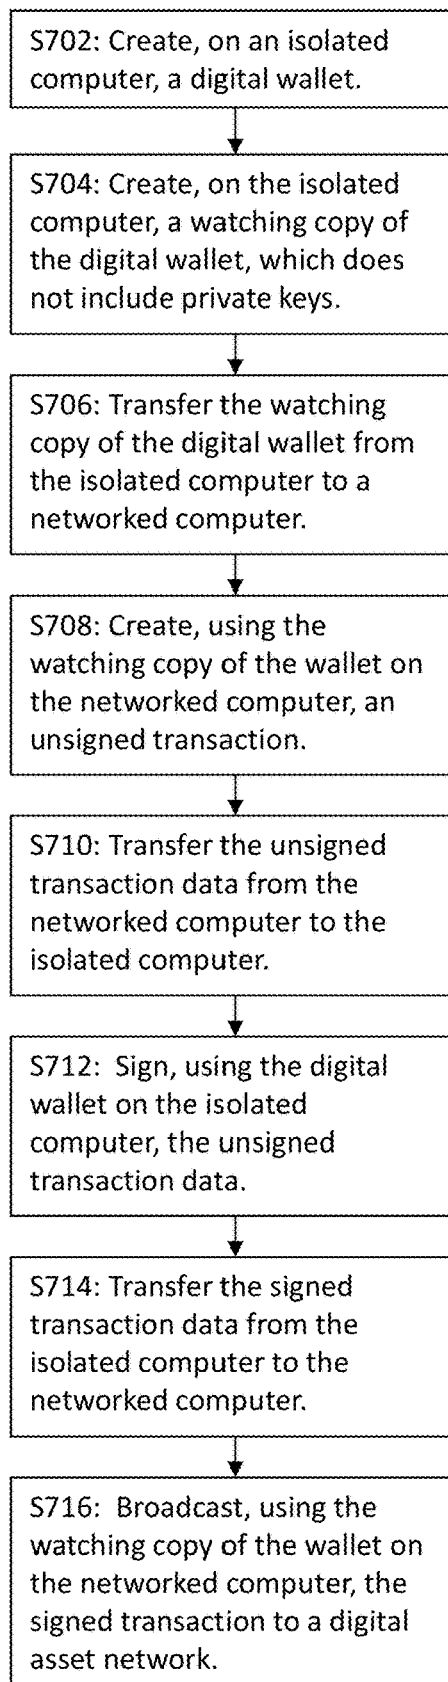 S702: Create, on an isolated
computer, a digital wallet.
S704: Create, on the isolated
computer, a watching copy of
the digital wallet, which does
not include private keys.
S706: Transfer the watching
copy of the digital wallet from
the isolated computer to a
networked computer.
S708: Create, using the
watching copy of the wallet on
the networked computer, an
unsigned transaction.
S710: Transfer the unsigned
transaction data from the
networked computer to the
isolated computer.
S712: Sign, using the digital
wallet on the isolated
computer, the unsigned
transaction data.
S714: Transfer the signed
transaction data from the
isolated computer to the
networked computer.
S716: Broadcast, using the
watching copy of the wallet on
the networked computer, the
signed transaction to a digital
asset network.